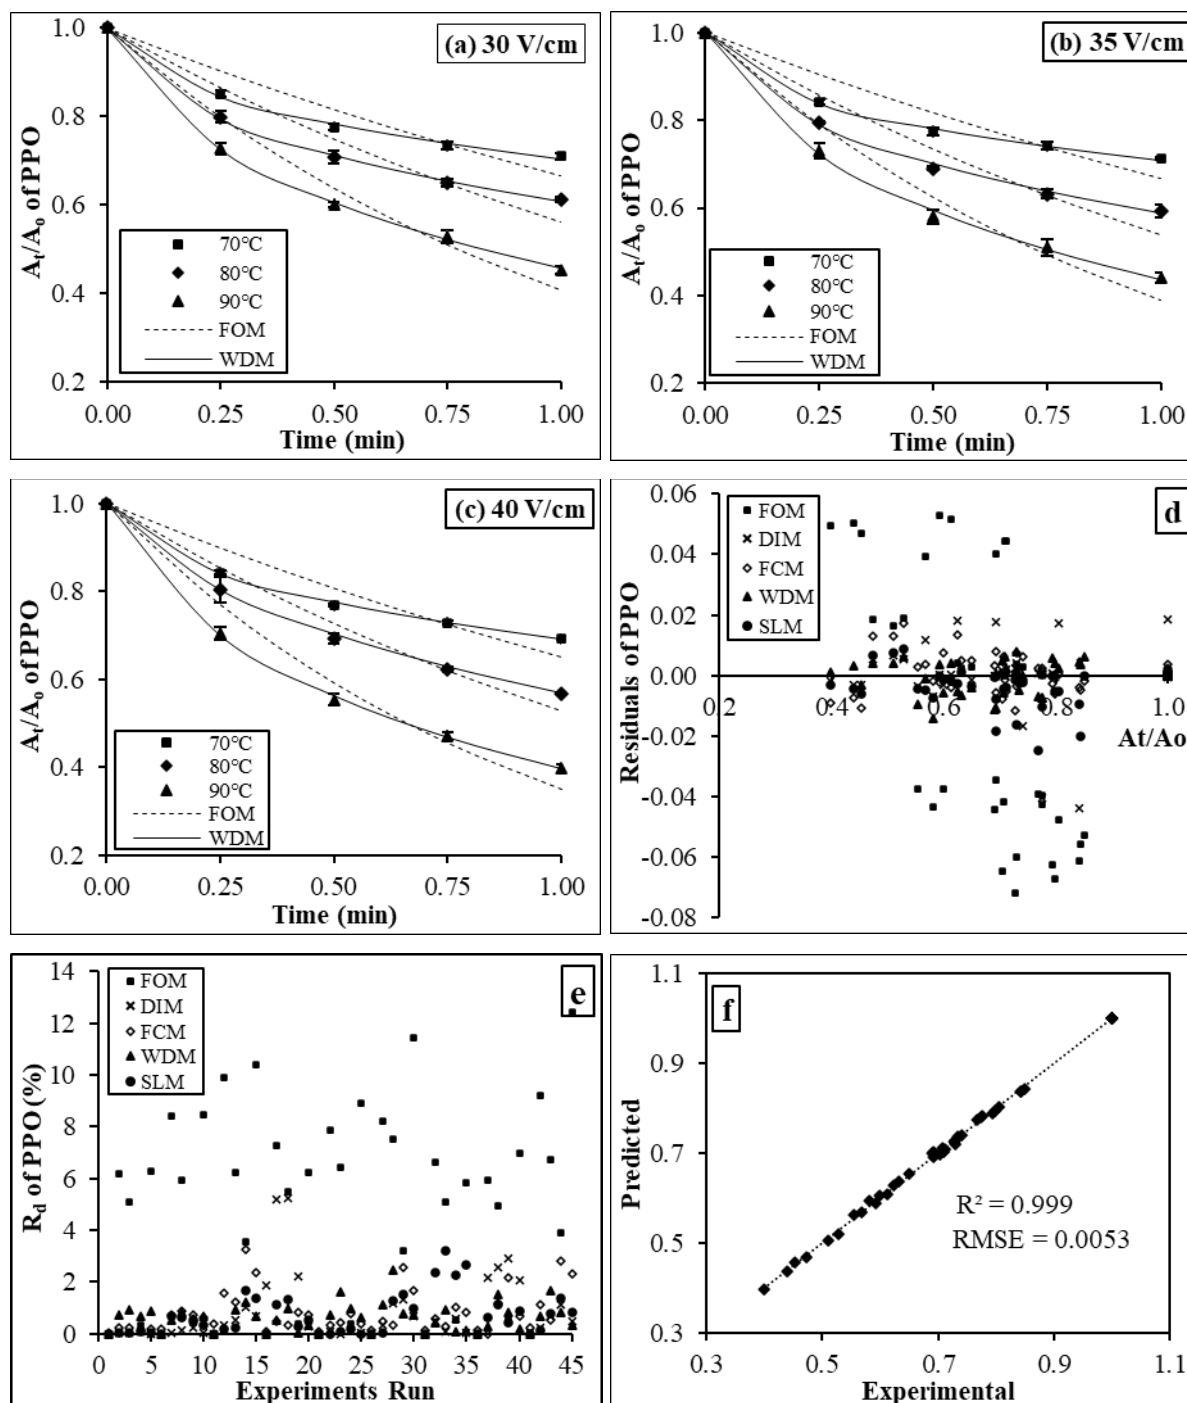 (a) 30 V/cm
1.0
0.8
0.6
0.4
0.2
Aₜ/Aₒ of PPO
70°C
80°C
90°C
FOM
WDM
0.00 0.25 0.50 0.75 1.00
Time (min)
(b) 35 V/cm
1.0
0.8
0.6
0.4
0.2
Aₜ/Aₒ of PPO
70°C
80°C
90°C
FOM
WDM
0.00 0.25 0.50 0.75 1.00
Time (min)
(c) 40 V/cm
1.0
0.8
0.6
0.4
0.2
Aₜ/Aₒ of PPO
70°C
80°C
90°C
FOM
WDM
0.00 0.25 0.50 0.75 1.00
Time (min)
d
0.06
0.04
0.02
0.00
-0.02
-0.04
-0.06
-0.08
Residuals of PPO
FOM
DIM
FCM
WDM
SLM
0.2 0.4 0.6 0.8 1.0
At/Ao
e
14
12
10
8
6
4
2
0
R_d of PPO (%)
FOM
DIM
FCM
WDM
SLM
0 5 10 15 20 25 30 35 40 45
Experiments Run
f
1.1
0.9
0.7
0.5
0.3
Predicted
R² = 0.999
RMSE = 0.0053
0.3 0.5 0.7 0.9 1.1
Experimental